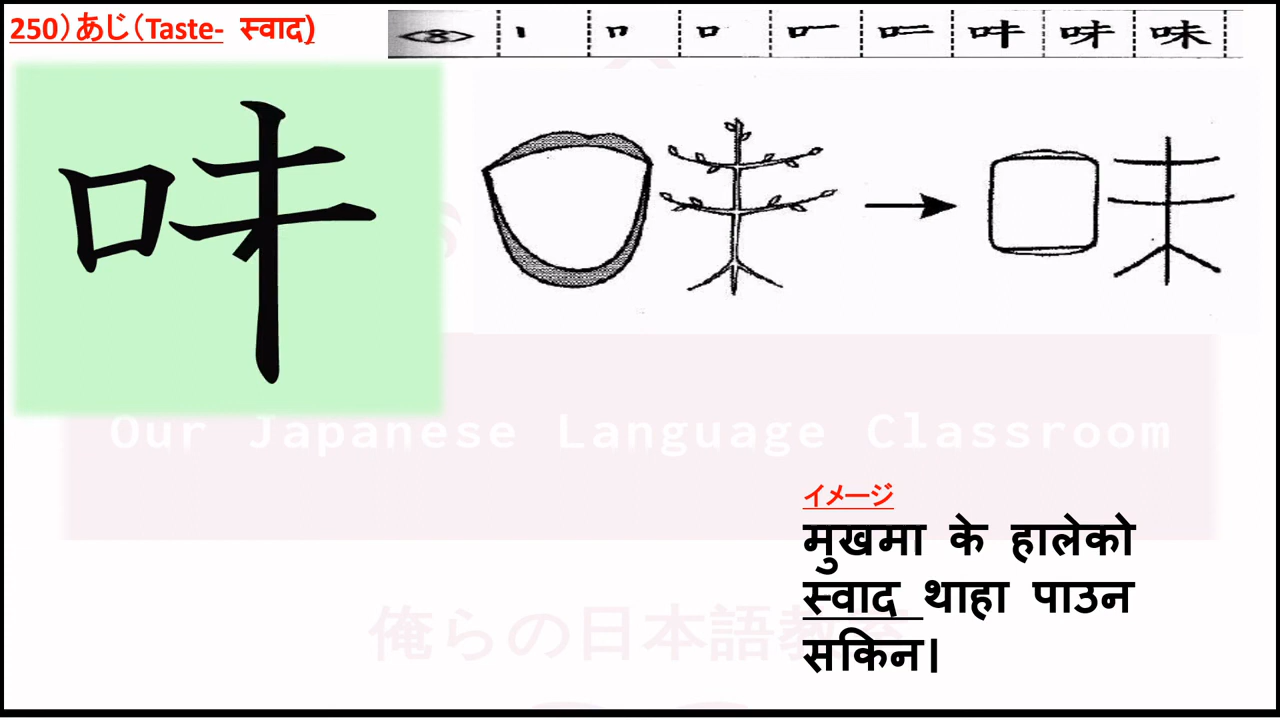 250）あじ（Taste- स्वाद)
Our Japanese Language Classroom
イメージ
मुखमा के हालेको
स्वाद थाहा पाउन
सकिन।
俺らの日本語教室